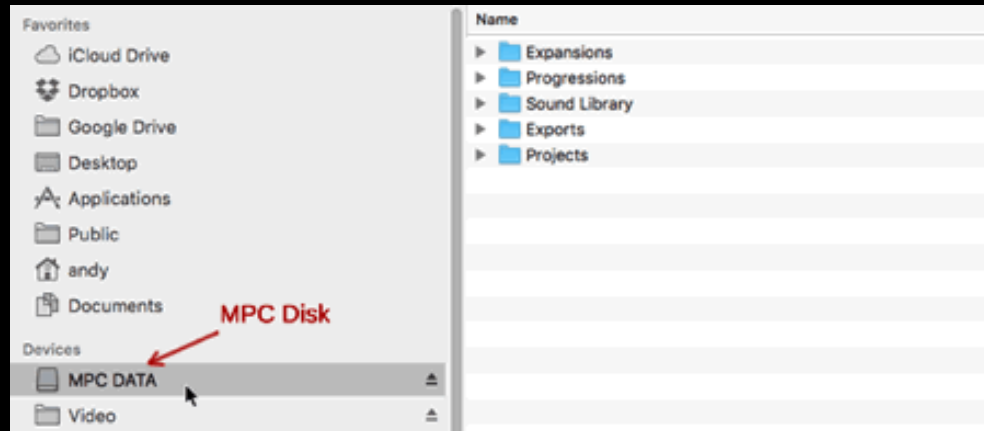 Favorites
iCloud Drive
Dropbox
Google Drive
Desktop
Applications
Public
andy
Documents
MPC Disk
Devices
MPC DATA
Video
Name
Expansions
Progressions
Sound Library
Exports
Projects